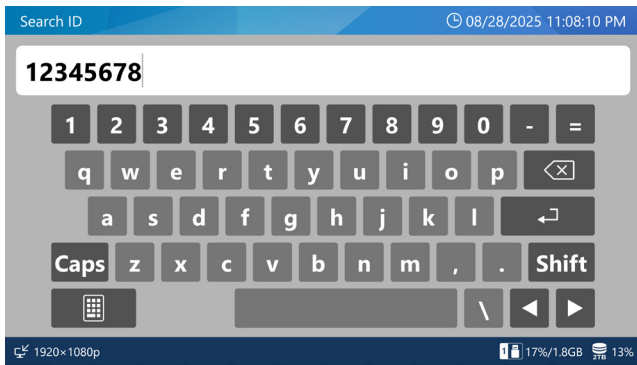 Search ID 08/28/2025 11:08:10 PM
12345678
1 2 3 4 5 6 7 8 9 0 - =
q w e r t y u i o p
a s d f g h j k l
Caps z x c v b n m , . Shift
\
1920×1080p 1 17%/1.8GB 2TB 13%